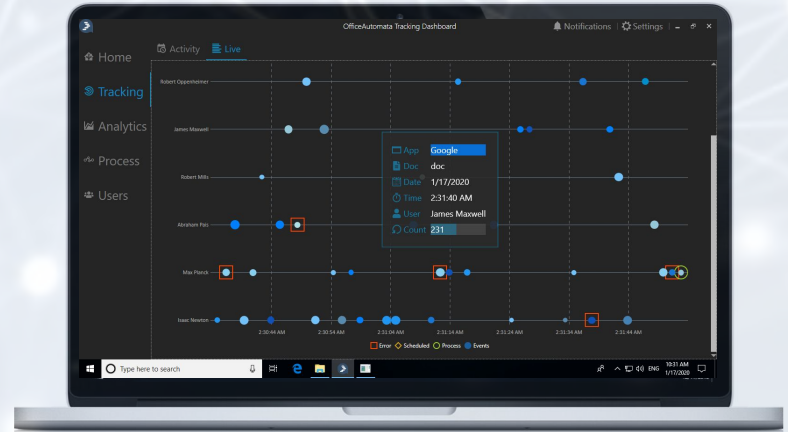 OfficeAutomata Tracking Dashboard
Notifications
Settings
Home
Activity
Live
Tracking
Analytics
Process
Users
Robert Oppenheimer
James Maxwell
Robert Mills
Abraham Pais
Max Planck
Isaac Newton
App Google
Doc doc
Date 1/17/2020
Time 2:31:40 AM
User James Maxwell
Count 231
2:30:44 AM 2:30:54 AM 2:31:04 AM 2:31:14 AM 2:31:24 AM 2:31:34 AM 2:31:44 AM
Error Scheduled Process Events
Type here to search
ENG
10:31 AM
1/17/2020